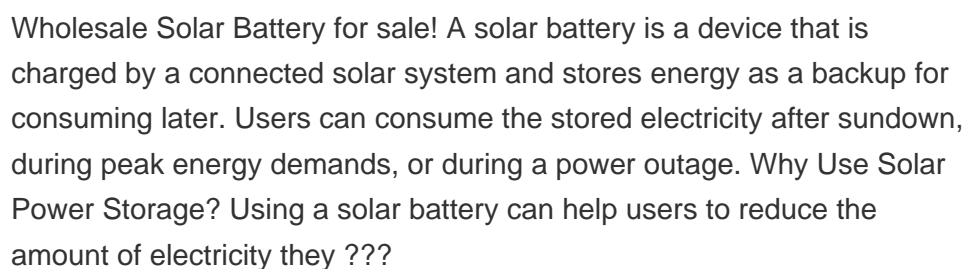 Wholesale Solar Battery for sale! A solar battery is a device that is
charged by a connected solar system and stores energy as a backup for
consuming later. Users can consume the stored electricity after sundown,
during peak energy demands, or during a power outage. Why Use Solar
Power Storage? Using a solar battery can help users to reduce the
amount of electricity they ???